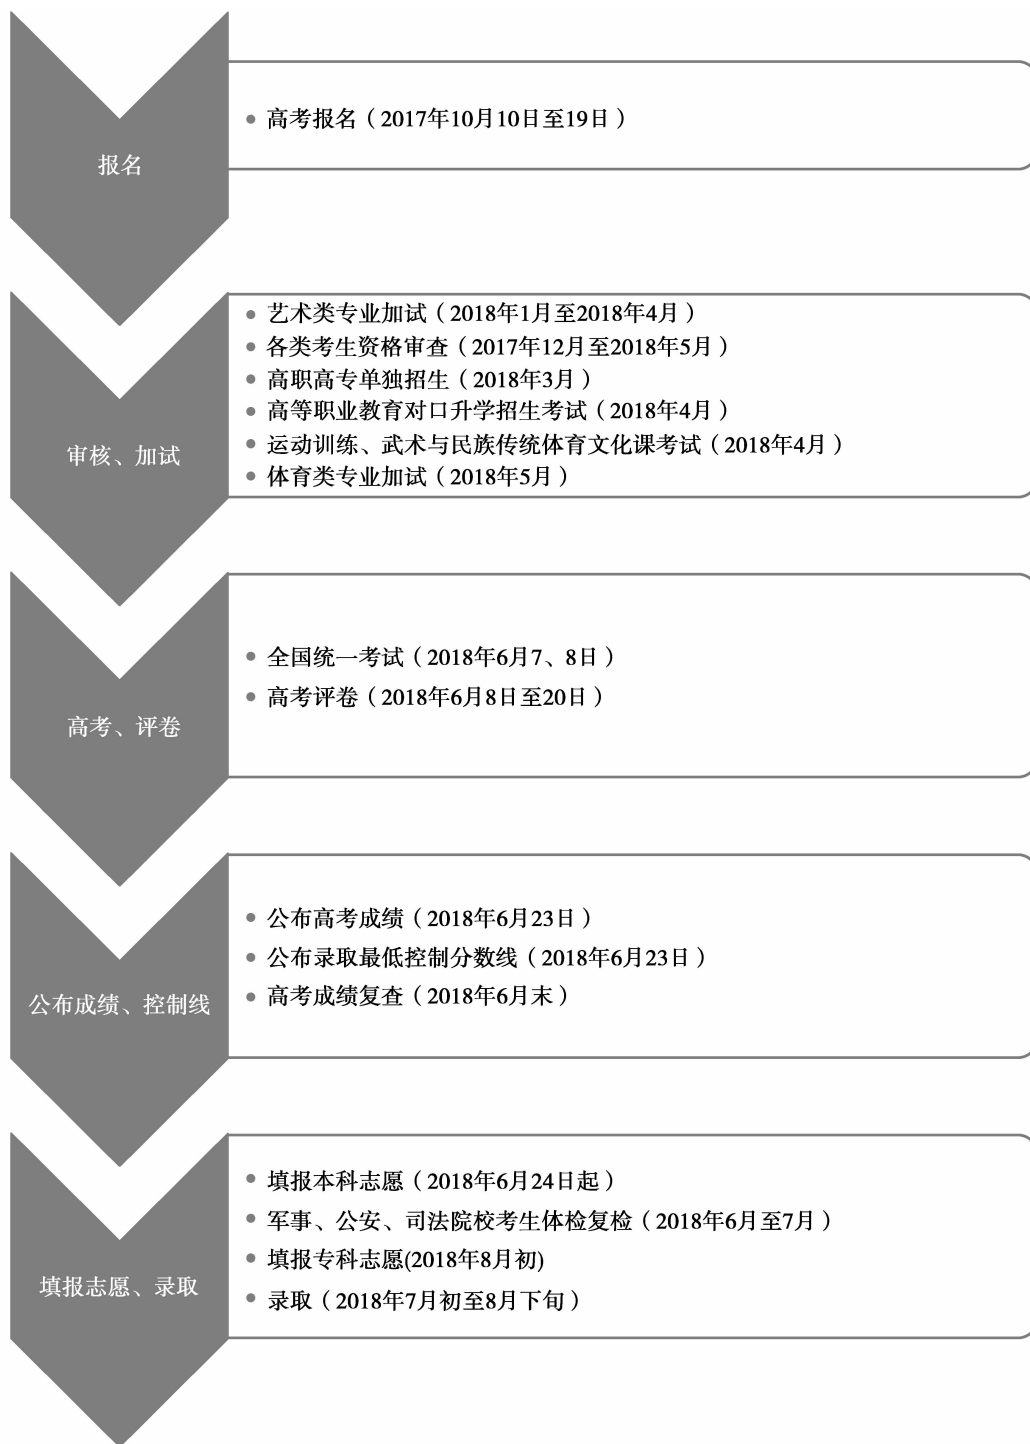 报名
高考报名（2017年10月10日至19日）
审核、加试
艺术类专业加试（2018年1月至2018年4月）
各类考生资格审查（2017年12月至2018年5月）
高职高专单独招生（2018年3月）
高等职业教育对口升学招生考试（2018年4月）
运动训练、武术与民族传统体育文化课考试（2018年4月）
体育类专业加试（2018年5月）
高考、评卷
全国统一考试（2018年6月7、8日）
高考评卷（2018年6月8日至20日）
公布成绩、控制线
公布高考成绩（2018年6月23日）
公布录取最低控制分数线（2018年6月23日）
高考成绩复查（2018年6月末）
填报志愿、录取
填报本科志愿（2018年6月24日起）
军事、公安、司法院校考生体检复检（2018年6月至7月）
填报专科志愿(2018年8月初)
录取（2018年7月初至8月下旬）